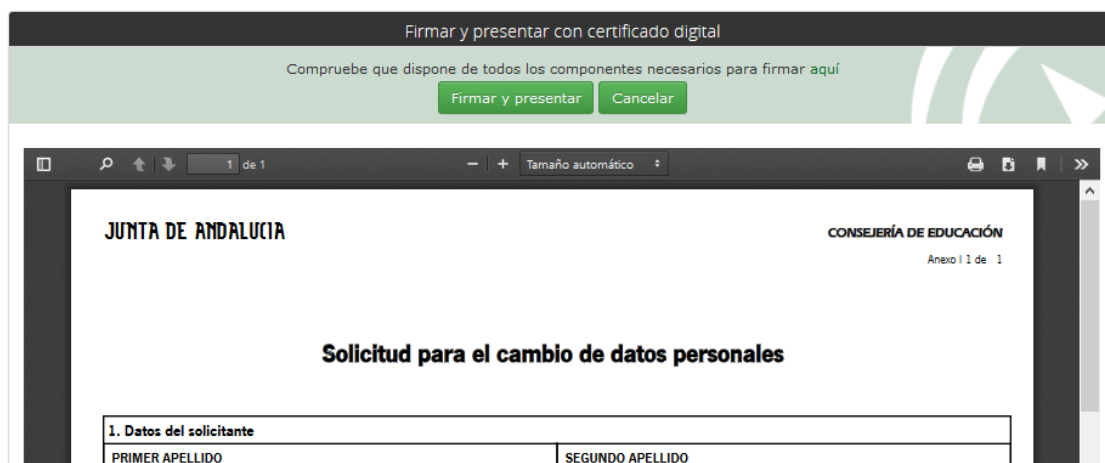 Firmar y presentar con certificado digital
Compruebe que dispone de todos los componentes necesarios para firmar aquí
Firmar y presentar Cancelar
1 de 1 Tamaño automático
JUNTA DE ANDALUCIA
CONSEJERÍA DE EDUCACIÓN
Anexo I 1 de 1
Solicitud para el cambio de datos personales
1. Datos del solicitante
PRIMER APELLIDO SEGUNDO APELLIDO